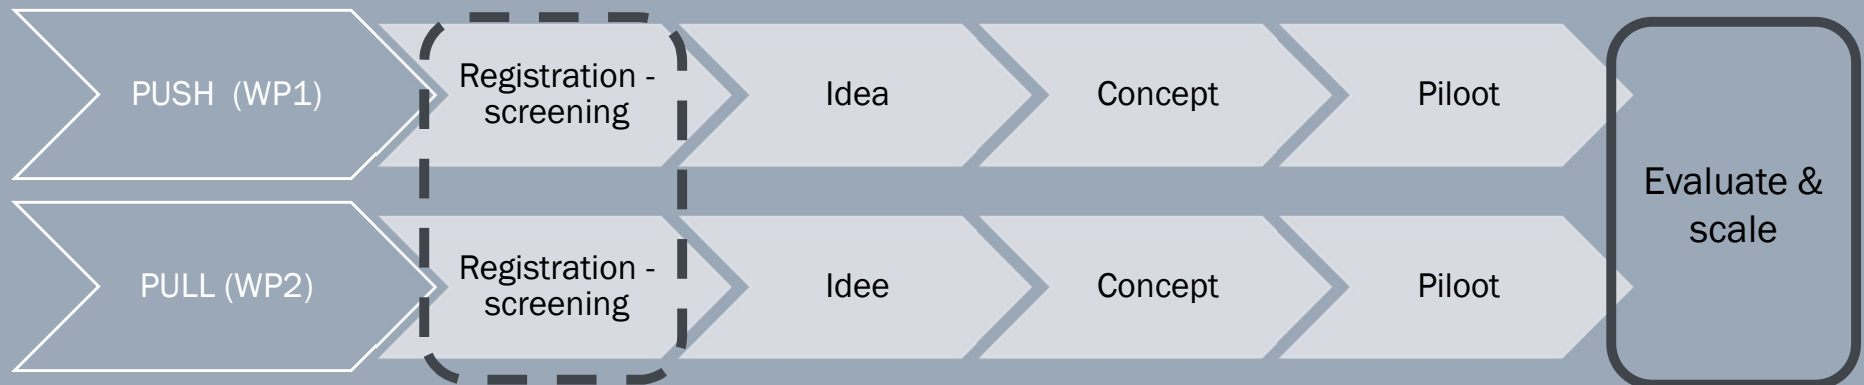 PUSH (WP1)
Registration -
screening
Idea
Concept
Piloot
PULL (WP2)
Registration -
screening
Idee
Concept
Piloot
Evaluate &
scale